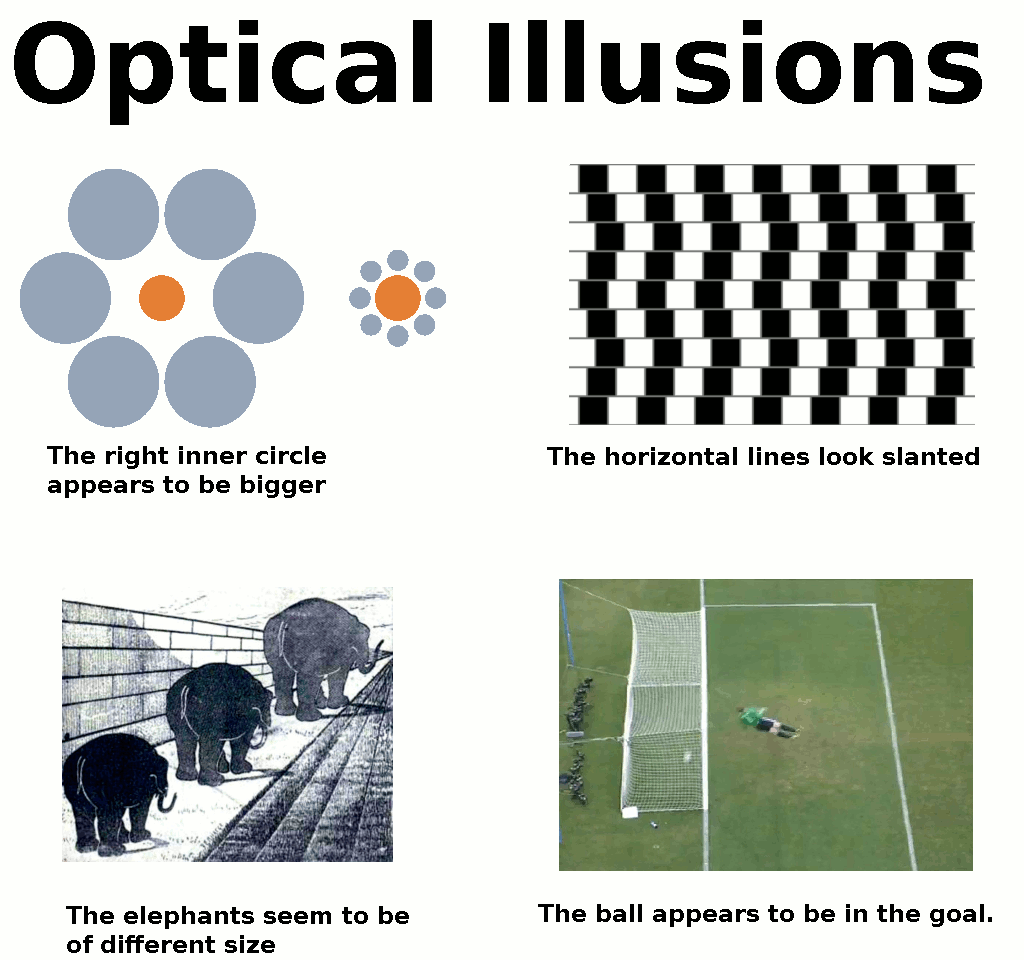 Optical Illusions
The right inner circle
appears to be bigger
The horizontal lines look slanted
The elephants seem to be
of different size
The ball appears to be in the goal.